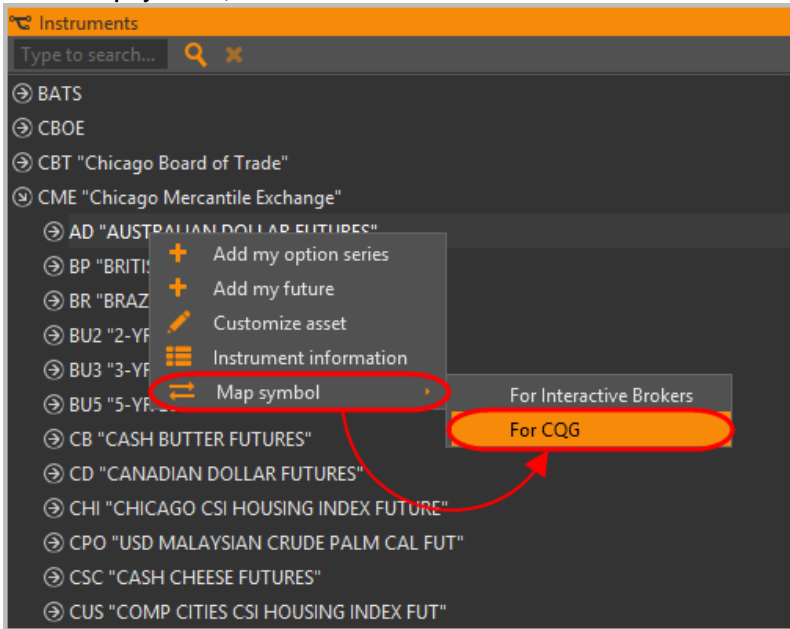 Instruments
Type to search...
BATS
CBOE
CBT "Chicago Board of Trade"
CME "Chicago Mercantile Exchange"
AD "AUSTRALIAN DOLLAR FUTURES"
Add my option series
BP "BRITI
Add my future
BR "BRAZ
Customize asset
BU2 "2-YR
Instrument information
BU3 "3-YR
Map symbol
For Interactive Brokers
BU5 "5-YR
For CQG
CB "CASH BUTTER FUTURES"
CD "CANADIAN DOLLAR FUTURES"
CHI "CHICAGO CSI HOUSING INDEX FUTURE"
CPO "USD MALAYSIAN CRUDE PALM CAL FUT"
CSC "CASH CHEESE FUTURES"
CUS "COMP CITIES CSI HOUSING INDEX FUT"